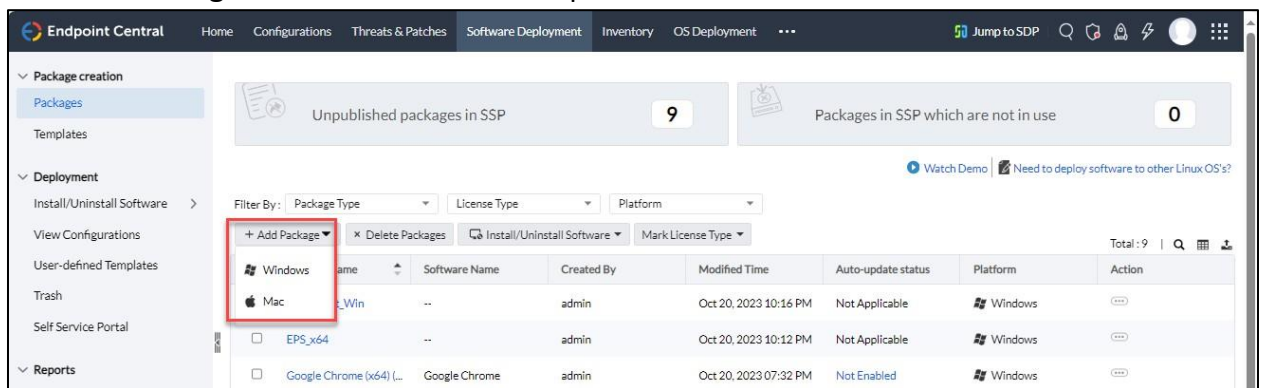 Endpoint Central Home Configurations Threats & Patches Software Deployment Inventory OS Deployment ••• Jump to SDP
Package creation
Packages
Templates
Deployment
Install/Uninstall Software
View Configurations
User-defined Templates
Trash
Self Service Portal
Reports
Unpublished packages in SSP 9 Packages in SSP which are not in use 0
Watch Demo | Need to deploy software to other Linux OS's?
Filter By : Package Type License Type Platform
+ Add Package × Delete Packages Install/Uninstall Software Mark License Type Total : 9
Windows
Mac
ame Software Name Created By Modified Time Auto-update status Platform Action
_Win -- admin Oct 20, 2023 10:16 PM Not Applicable Windows
EPS_x64 -- admin Oct 20, 2023 10:12 PM Not Applicable Windows
Google Chrome (x64) (... Google Chrome admin Oct 20, 2023 07:32 PM Not Enabled Windows